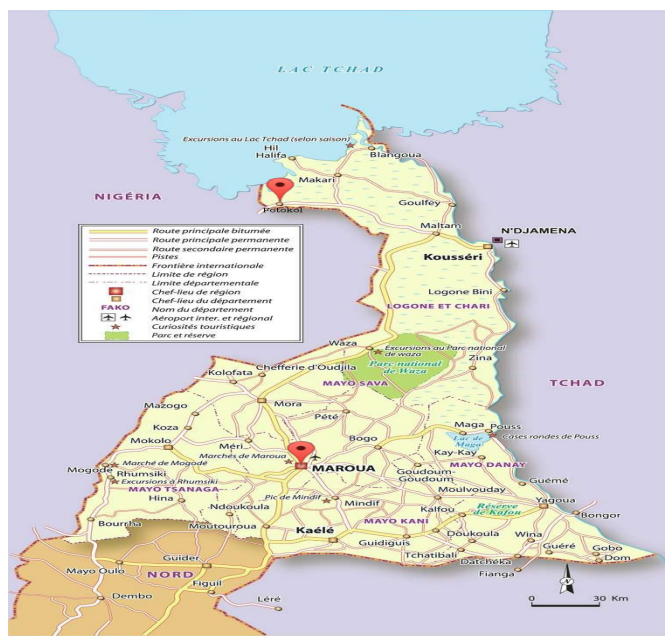 LAC TCHAD
Excursions au Lac Tchad (selon saison)
Hil
Halifa
Blangoua
Makari
NIGÉRIA
Fotokol
Goulfey
Maltam
N'DJAMENA
Kousséri
Route principale bitumée
Route principale permanente
Route secondaire permanente
Pistes
Frontière internationale
Limite de région
Limite départementale
Chef-lieu de région
Chef-lieu du département
FAKO Nom du département
Aéroport inter. et régional
Curiosités touristiques
Parc et réserve
Logone Bini
LOGONE ET CHARI
Waza
Excursions au Parc national
de waza
Parc national
de Waza
Zina
Chefferie d'Oudjila
Kolofata
MAYO SAVA
TCHAD
Mora
Mazogo
Pété
Koza
Maga
Pouss
Mokolo
Méri
Bogo
Lac de
Maga
Cases rondes de Pouss
Marchés de Maroua
Kay-Kay
MAROUA
Marché de Mogodé
Mogodé
Rhumsiki
Goudoum-
Goudoum
MAYO DANAY
Excursions à Rhumsiki
Guémé
MAYO TSANAGA
Hina
Pic de Mindif
Mindif
Moulvouday
Yagoua
Ndoukoula
Kalfou
Réserve
de Kafou
Bongor
Bourrha
Moutouroua
Kaélé
MAYO KANI
Guidiguis
Doukoula
Wina
Tchatibali
Guéré
Gobo
Datchéka
Dom
Fianga
Guider
Mayo Oulo
NORD
Figuil
Dembo
Léré
N
0 30 Km